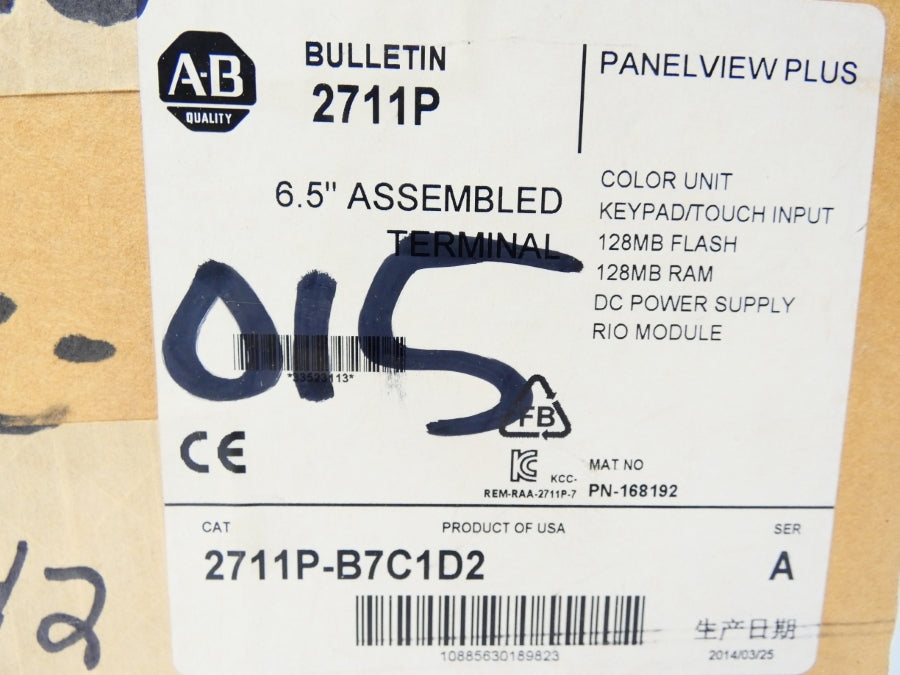 A-B
QUALITY
BULLETIN
2711P
PANELVIEW PLUS
6.5" ASSEMBLED
TERMINAL
COLOR UNIT
KEYPAD/TOUCH INPUT
128MB FLASH
128MB RAM
DC POWER SUPPLY
RIO MODULE
015
*33523113*
FB
CE
KCC-
REM-RAA-2711P-7
MAT NO
PN-168192
CAT
PRODUCT OF USA
SER
2711P-B7C1D2
A
10885630189823
生产日期
2014/03/25